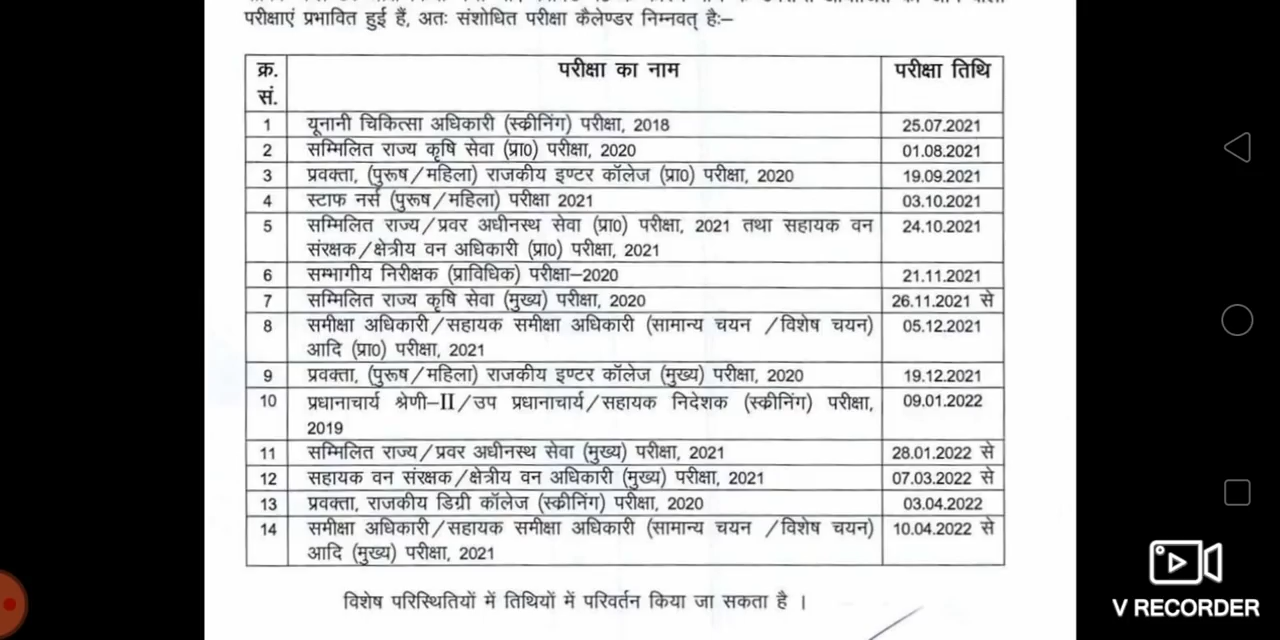 परीक्षाएं प्रभावित हुई हैं, अतः संशोधित परीक्षा कैलेण्डर निम्नवत् हैः–
क्र. सं. परीक्षा का नाम परीक्षा तिथि
1 यूनानी चिकित्सा अधिकारी (स्क्रीनिंग) परीक्षा, 2018 25.07.2021
2 सम्मिलित राज्य कृषि सेवा (प्रा0) परीक्षा, 2020 01.08.2021
3 प्रवक्ता, (पुरूष/महिला) राजकीय इण्टर कॉलेज (प्रा0) परीक्षा, 2020 19.09.2021
4 स्टाफ नर्स (पुरूष/महिला) परीक्षा 2021 03.10.2021
5 सम्मिलित राज्य/प्रवर अधीनस्थ सेवा (प्रा0) परीक्षा, 2021 तथा सहायक वन 24.10.2021
संरक्षक/क्षेत्रीय वन अधिकारी (प्रा0) परीक्षा, 2021
6 सम्भागीय निरीक्षक (प्राविधिक) परीक्षा–2020 21.11.2021
7 सम्मिलित राज्य कृषि सेवा (मुख्य) परीक्षा, 2020 26.11.2021 से
8 समीक्षा अधिकारी/सहायक समीक्षा अधिकारी (सामान्य चयन /विशेष चयन) 05.12.2021
आदि (प्रा0) परीक्षा, 2021
9 प्रवक्ता, (पुरूष/महिला) राजकीय इण्टर कॉलेज (मुख्य) परीक्षा, 2020 19.12.2021
10 प्रधानाचार्य श्रेणी–II/उप प्रधानाचार्य/सहायक निदेशक (स्क्रीनिंग) परीक्षा, 09.01.2022
2019
11 सम्मिलित राज्य/प्रवर अधीनस्थ सेवा (मुख्य) परीक्षा, 2021 28.01.2022 से
12 सहायक वन संरक्षक/क्षेत्रीय वन अधिकारी (मुख्य) परीक्षा, 2021 07.03.2022 से
13 प्रवक्ता, राजकीय डिग्री कॉलेज (स्क्रीनिंग) परीक्षा, 2020 03.04.2022
14 समीक्षा अधिकारी/सहायक समीक्षा अधिकारी (सामान्य चयन /विशेष चयन) 10.04.2022 से
आदि (मुख्य) परीक्षा, 2021
विशेष परिस्थितियों में तिथियों में परिवर्तन किया जा सकता है ।
V RECORDER